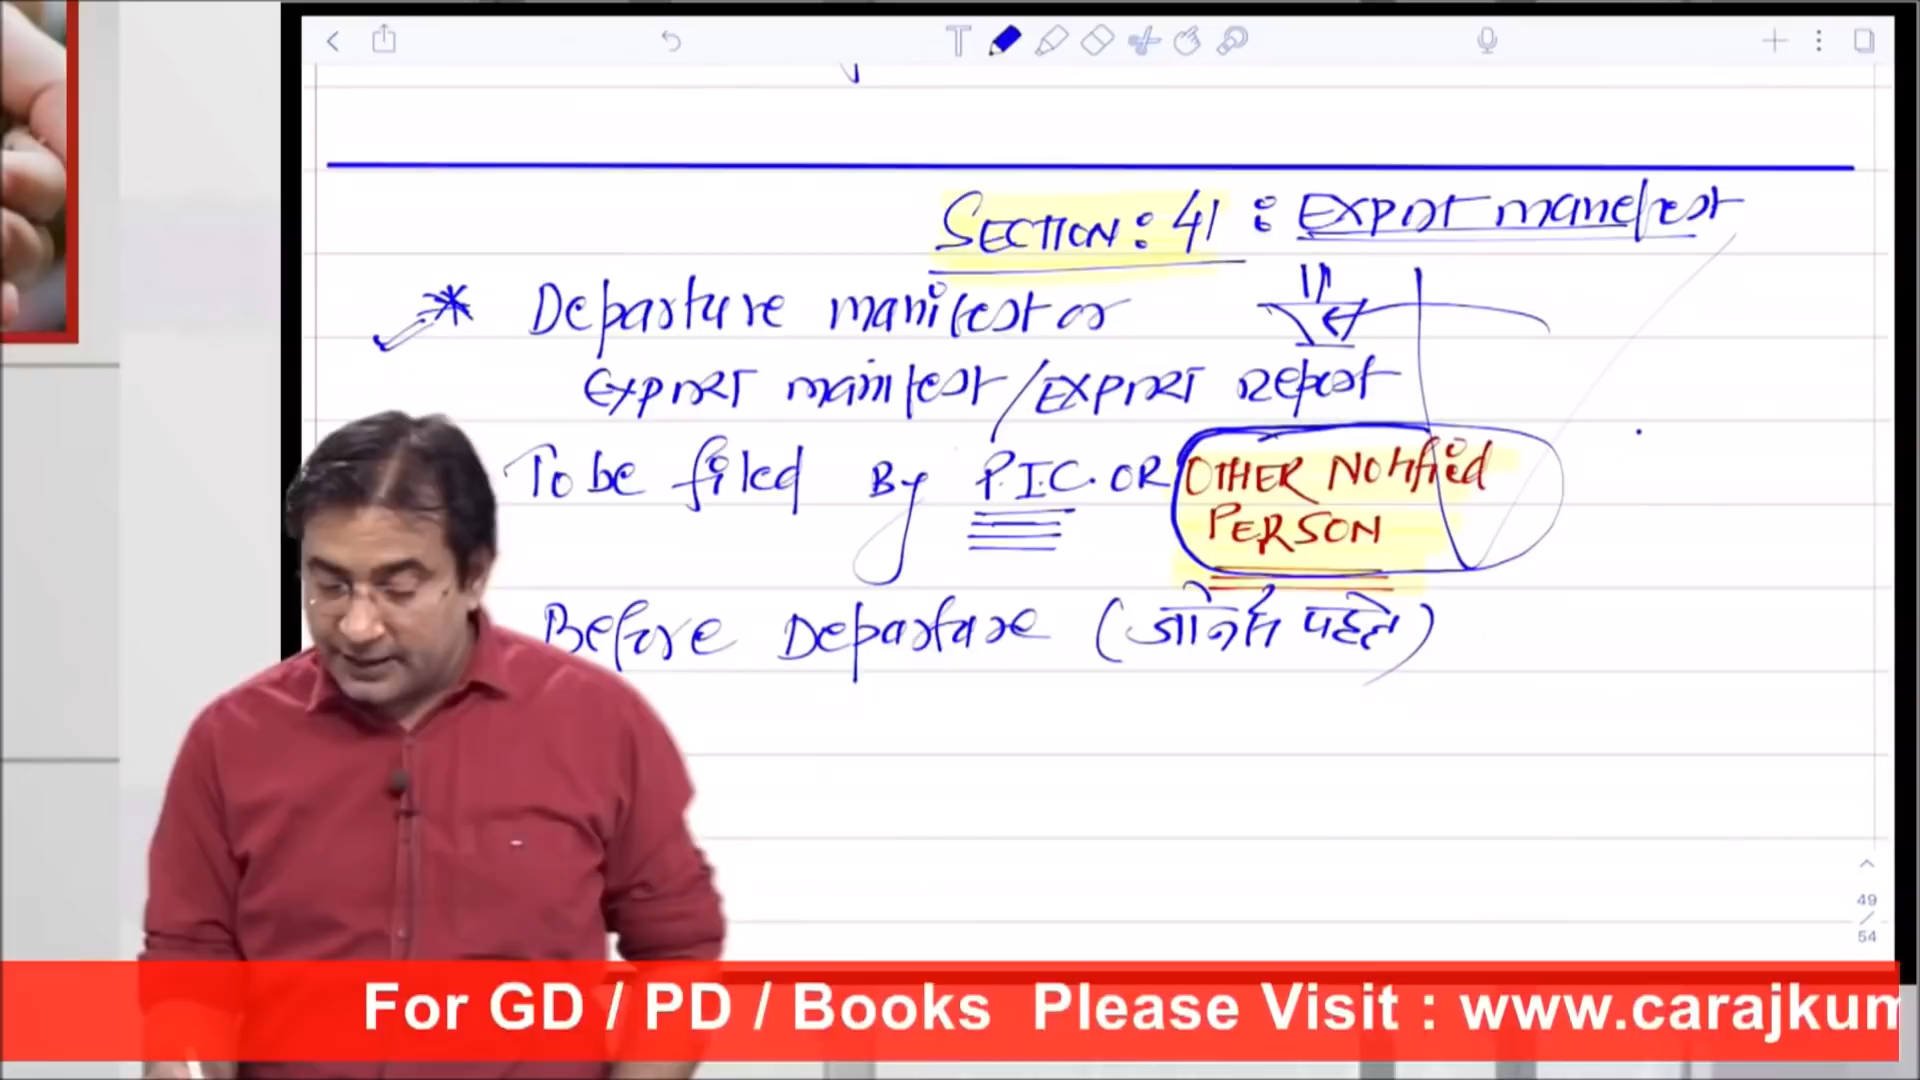 SECTION: 41 : EXPORT manifest
* Departure manifest or
EXPORT manifest / EXPORT report
To be filed By P.I.C. OR OTHER Notified
PERSON
Before Departure (जाने से पहले)
49
/
54
For GD / PD / Books Please Visit : www.carajkum